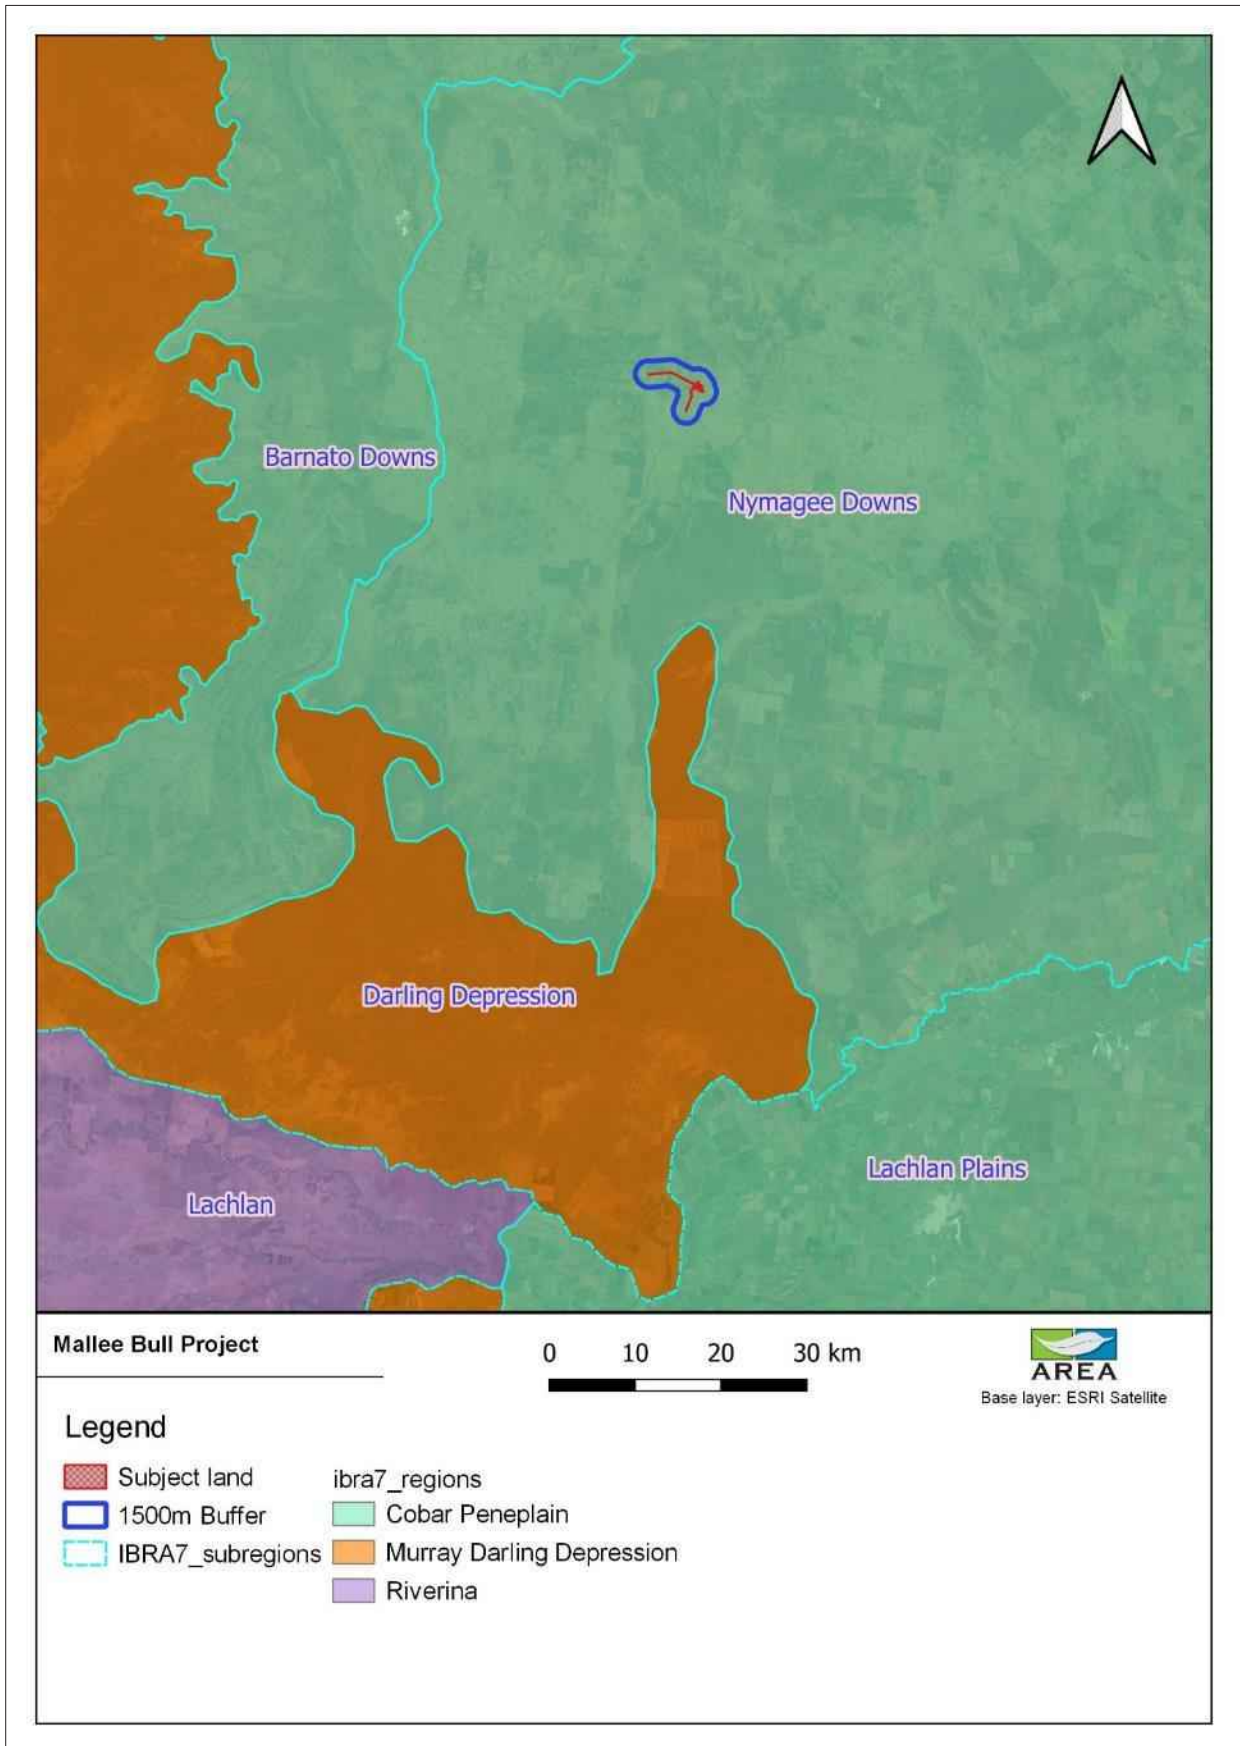 Barnato Downs
Nymagee Downs
Darling Depression
Lachlan Plains
Lachlan
Mallee Bull Project
0 10 20 30 km
AREA
Base layer: ESRI Satellite
Legend
Subject land
1500m Buffer
IBRA7_subregions
ibra7_regions
Cobar Peneplain
Murray Darling Depression
Riverina